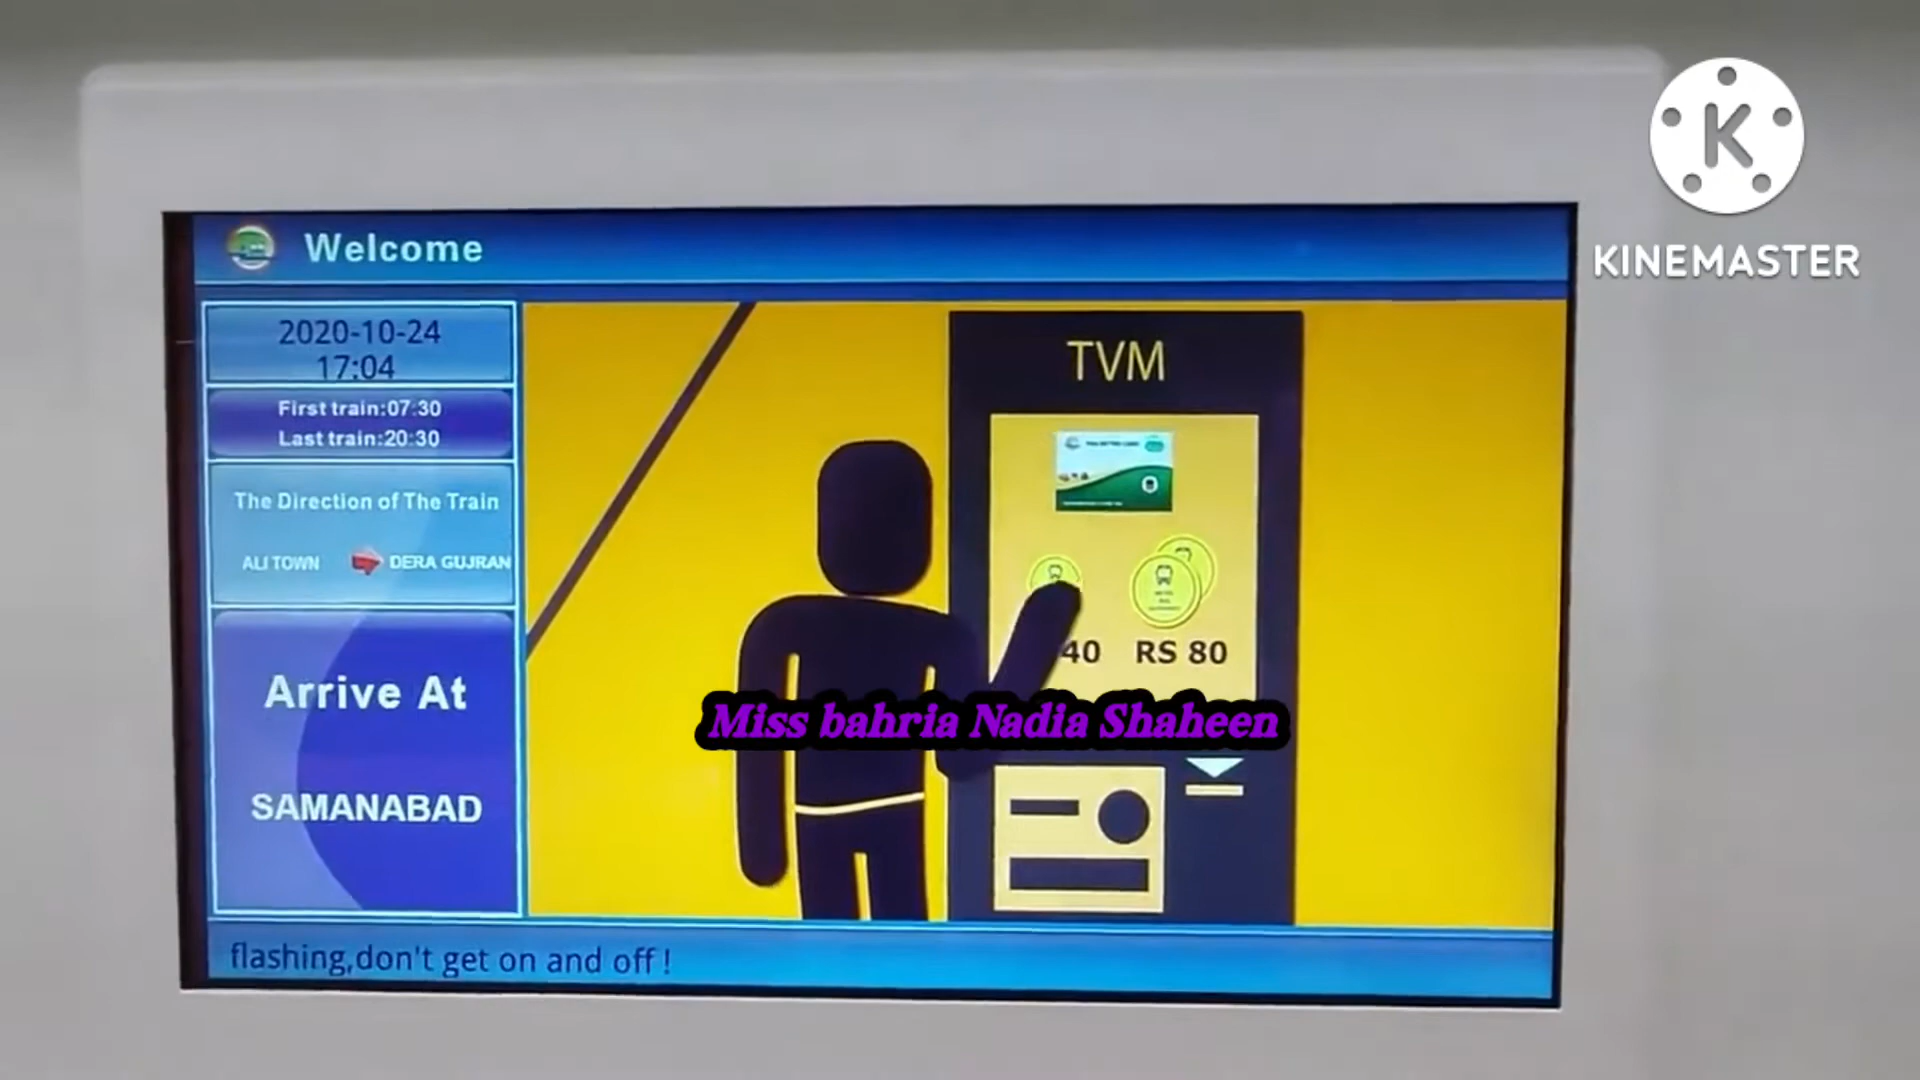 KINEMASTER
Welcome
2020-10-24
17:04
First train:07:30
Last train:20:30
The Direction of The Train
ALI TOWN
DERA GUJRAN
Arrive At
SAMANABAD
TVM
40
RS 80
Miss bahria Nadia Shaheen
flashing,don't get on and off !